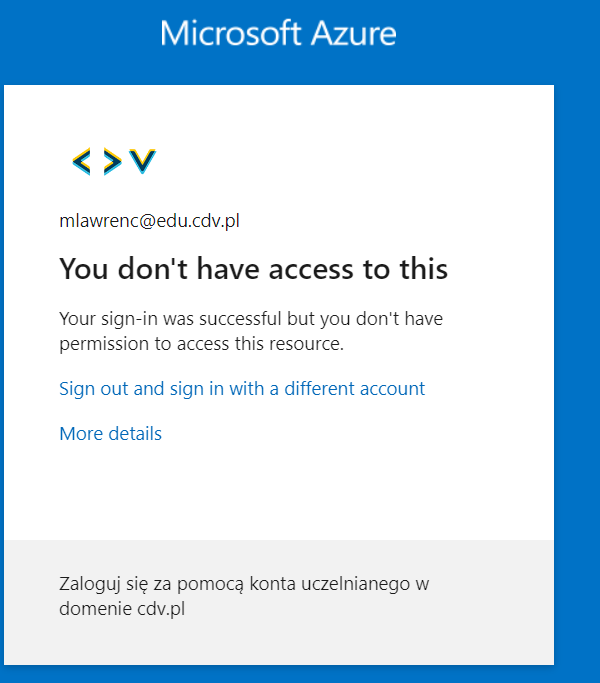 Microsoft Azure
mlawrenc@edu.cdv.pl
You don't have access to this
Your sign-in was successful but you don't have
permission to access this resource.
Sign out and sign in with a different account
More details
Zaloguj się za pomocą konta uczelnianego w
domenie cdv.pl